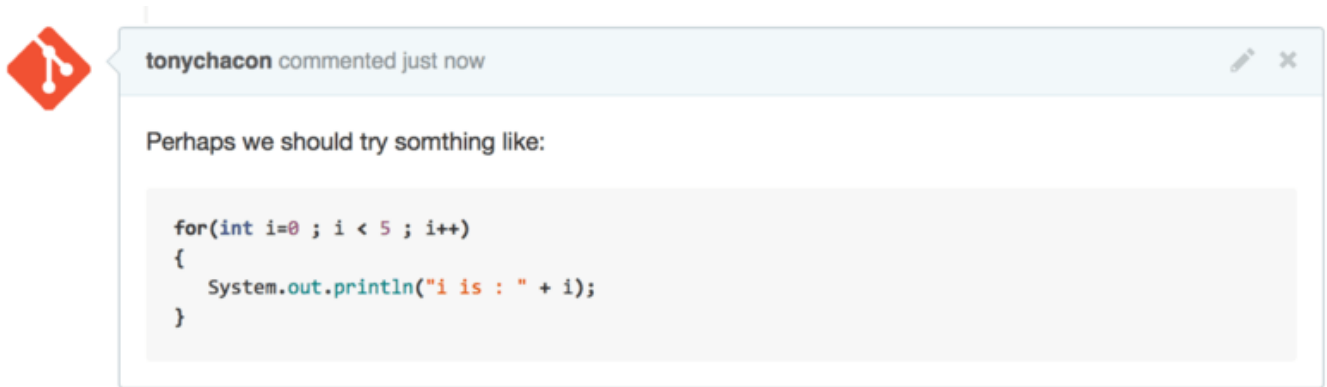 tonychacon commented just now
Perhaps we should try somthing like:
for(int i=0 ; i < 5 ; i++)
{
   System.out.println("i is : " + i);
}